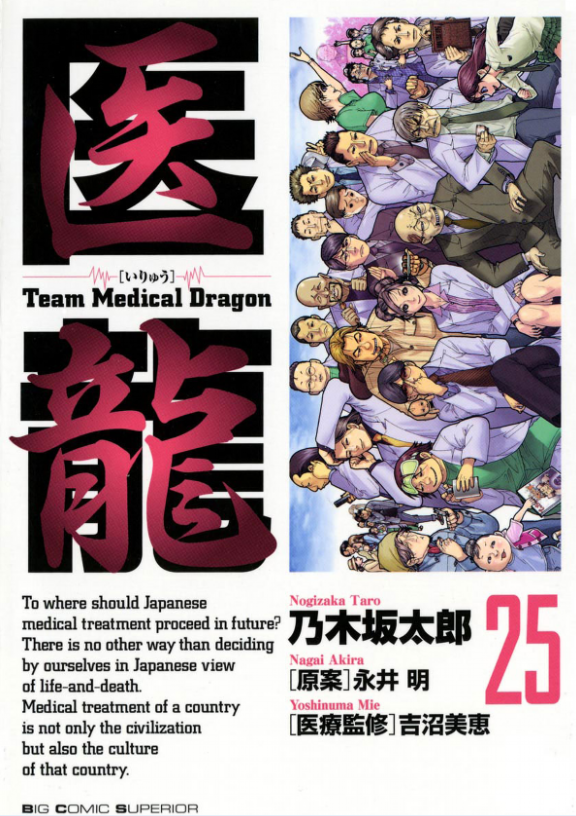 医
[いりゅう]
Team Medical Dragon
龍
To where should Japanese
medical treatment proceed in future?
There is no other way than deciding
by ourselves in Japanese view
of life-and-death.
Medical treatment of a country
is not only the civilization
but also the culture
of that country.
Nogizaka Taro
乃木坂太郎
Nagai Akira
[原案]永井 明
Yoshinuma Mie
[医療監修]吉沼美恵
25
BIG COMIC SUPERIOR